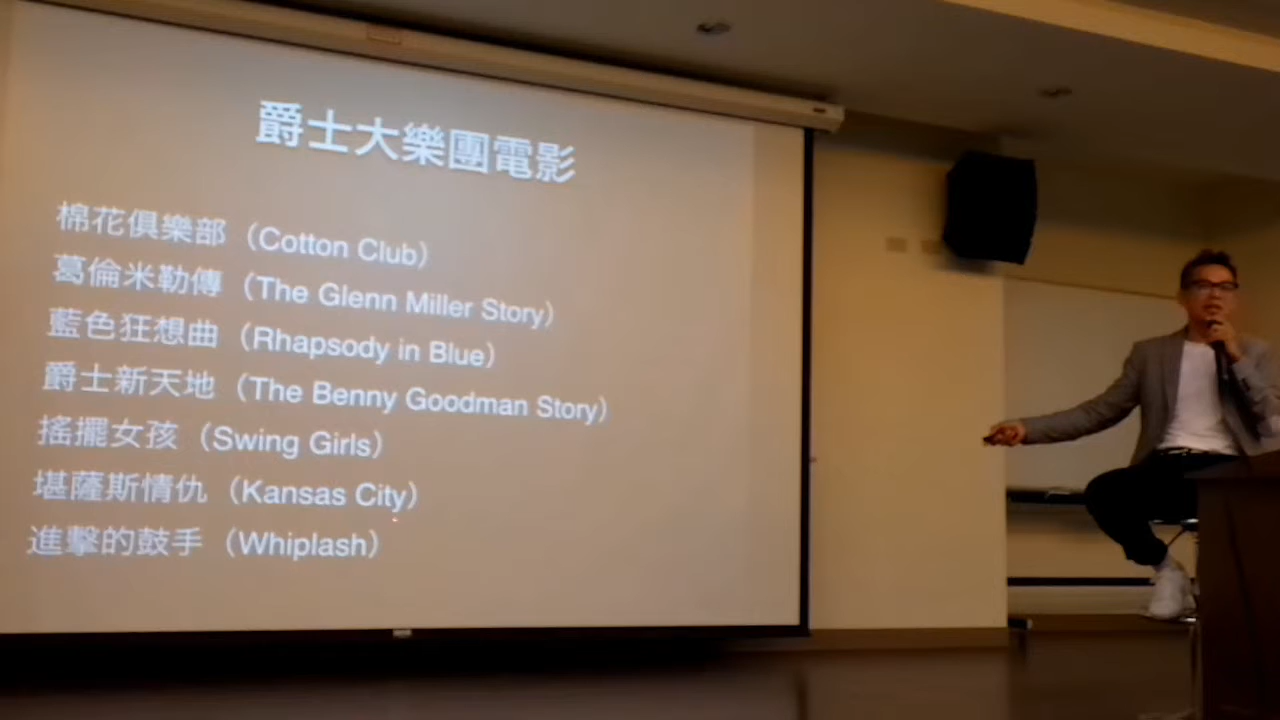 爵士大樂團電影
棉花俱樂部（Cotton Club）
葛倫米勒傳（The Glenn Miller Story）
藍色狂想曲（Rhapsody in Blue）
爵士新天地（The Benny Goodman Story）
搖擺女孩（Swing Girls）
堪薩斯情仇（Kansas City）
進擊的鼓手（Whiplash）